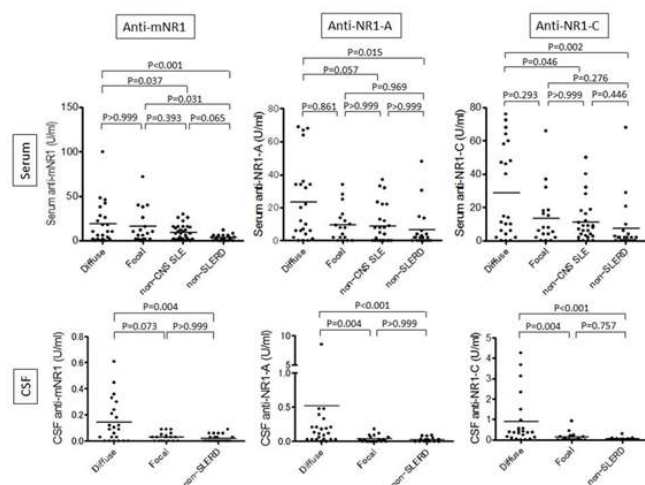 Anti-mNR1
Anti-NR1-A
Anti-NR1-C
Serum
P<0.001
P=0.037
P=0.031
P>0.999 P=0.393 P=0.065
Serum anti-mNR1 (U/ml)
150
100
50
0
Diffuse
Focal
non-CNS SLE
non-SLERD
P=0.015
P=0.057
P=0.969
P=0.861 P>0.999 P>0.999
Serum anti-NR1-A (U/ml)
100
80
60
40
20
0
Diffuse
Focal
non-CNS SLE
non-SLERD
P=0.002
P=0.046
P=0.276
P=0.293 P>0.999 P=0.446
Serum anti-NR1-C (U/ml)
80
60
40
20
0
Diffuse
Focal
non-CNS SLE
non-SLERD
CSF
P=0.004
P=0.073 P>0.999
CSF anti-mNR1 (U/ml)
0.8
0.6
0.4
0.2
0.0
Diffuse
Focal
non-SLERD
P<0.001
P=0.004 P>0.999
CSF anti-NR1-A (U/ml)
10
5
1.0
0.5
0.0
Diffuse
Focal
non-SLERD
P<0.001
P=0.004 P=0.757
CSF anti-NR1-C (U/ml)
5
4
3
2
1
0
Diffuse
Focal
non-SLERD